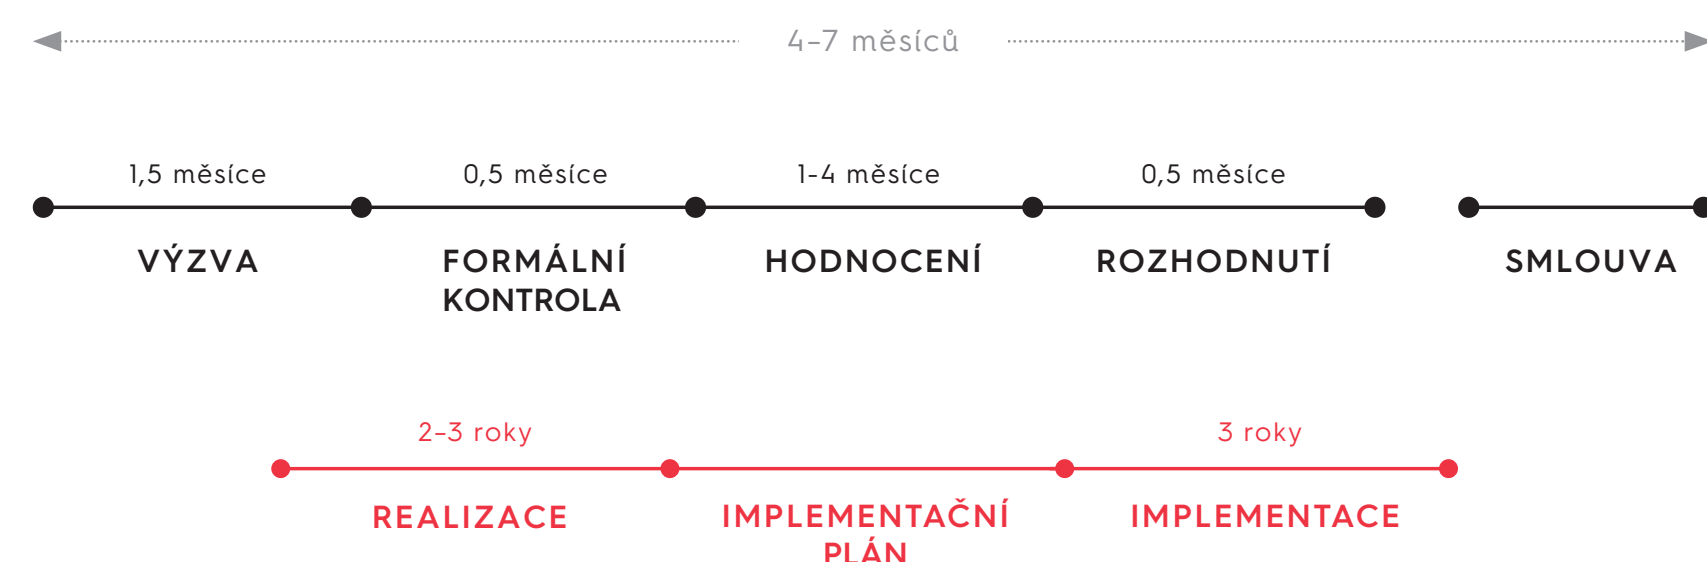 4–7 měsíců
1,5 měsíce
0,5 měsíce
1-4 měsíce
0,5 měsíce
VÝZVA
FORMÁLNÍ
KONTROLA
HODNOCENÍ
ROZHODNUTÍ
SMLOUVA
2–3 roky
3 roky
REALIZACE
IMPLEMENTAČNÍ
PLÁN
IMPLEMENTACE